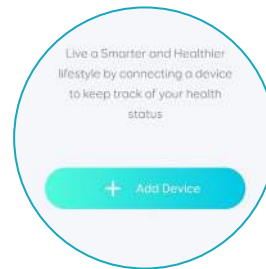 Live a Smarter and Healthier
lifestyle by connecting a device
to keep track of your health
status
+ Add Device